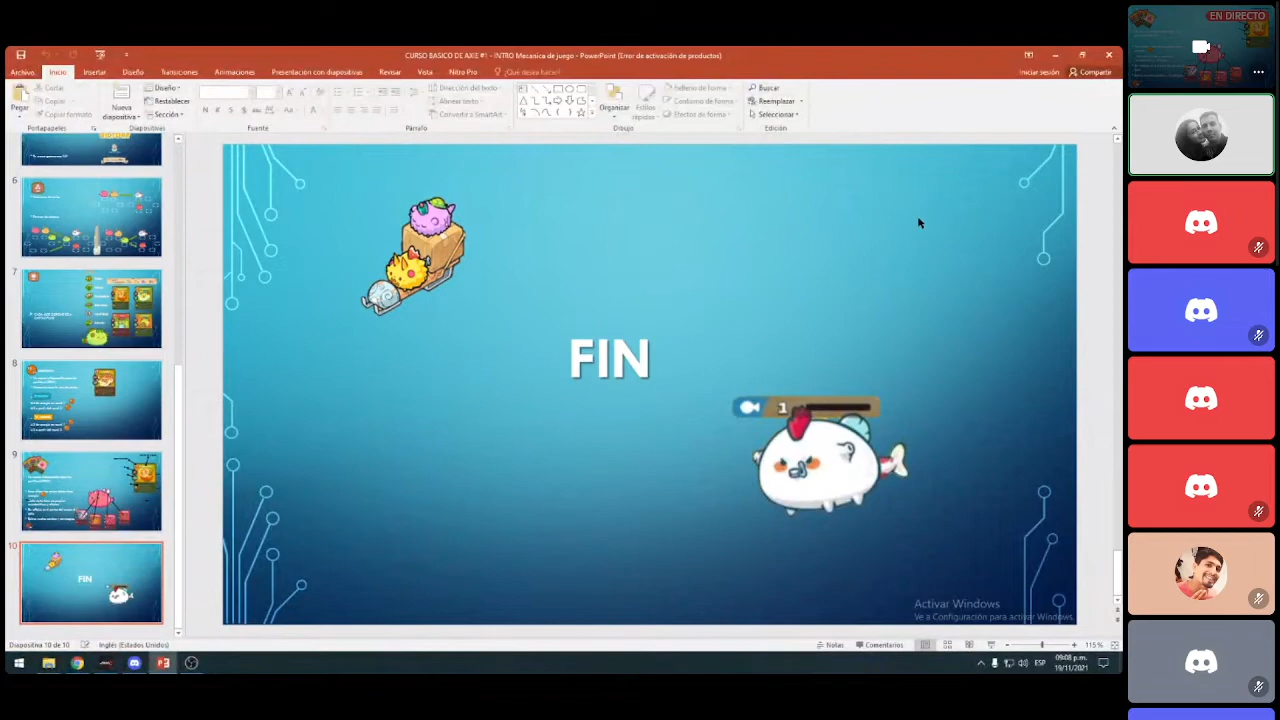 CURSO BASICO DE AXIE #1 - INTRO Mecanica de juego - PowerPoint (Error de activación de productos)
EN DIRECTO
Archivo
Inicio
Insertar
Diseño
Transiciones
Animaciones
Presentación con diapositivas
Revisar
Vista
Nitro Pro
¿Qué desea hacer?
Iniciar sesión
Compartir
Pegar
Cortar
Copiar
Copiar formato
Portapapeles
Nueva diapositiva
Diseño
Restablecer
Sección
Diapositivas
N K S abc
Fuente
Dirección del texto
Alinear texto
Convertir a SmartArt
Párrafo
Organizar
Estilos rápidos
Relleno de forma
Contorno de forma
Efectos de forma
Dibujo
Buscar
Reemplazar
Seleccionar
Edición
6
7
8
9
10
FIN
FIN
1
Activar Windows
Ve a Configuración para activar Windows.
Diapositiva 10 de 10
Inglés (Estados Unidos)
Notas
Comentarios
115 %
ESP
09:08 p.m.
19/11/2021